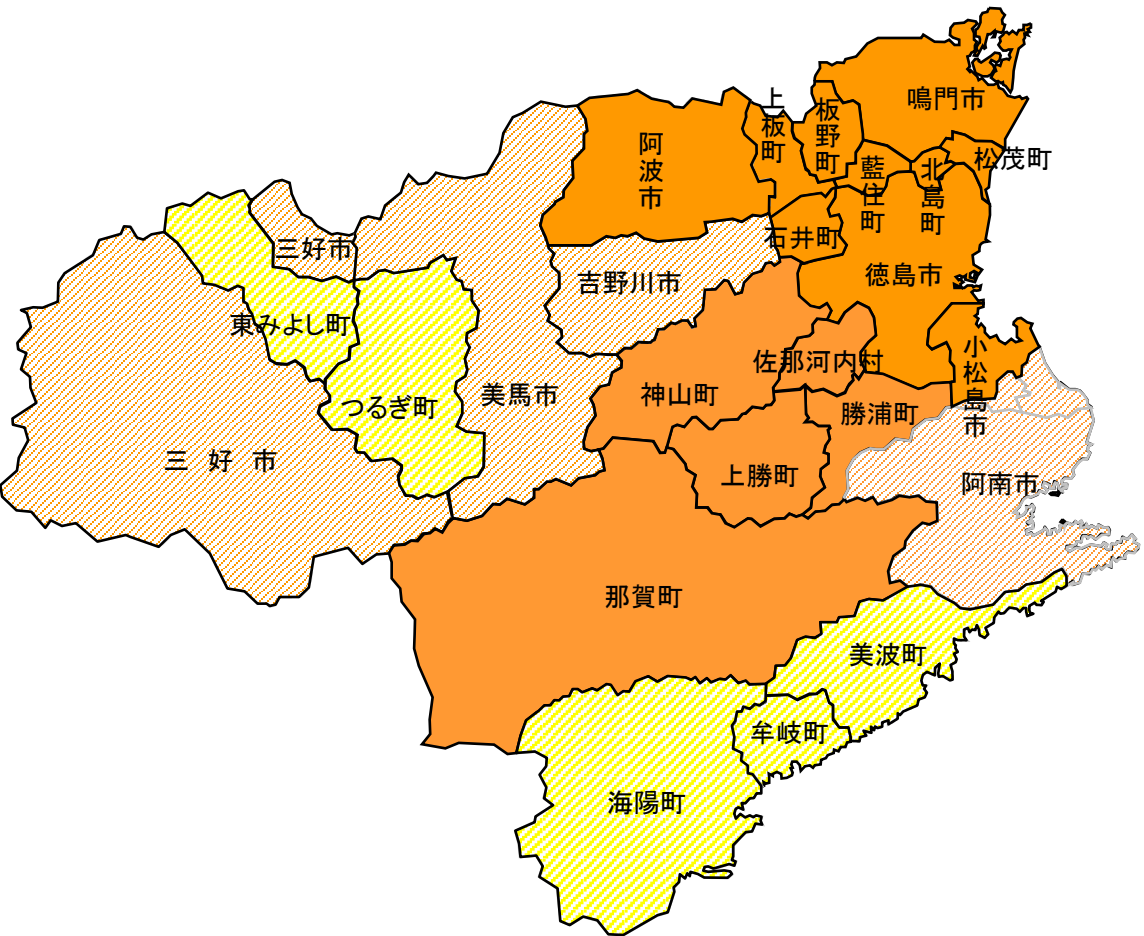 鳴門市
上板町
板野町
松茂町
阿波市
藍住町
北島町
石井町
三好市
徳島市
吉野川市
東みよし町
佐那河内村
小松島市
美馬市
神山町
つるぎ町
勝浦町
三 好 市
上勝町
阿南市
那賀町
美波町
牟岐町
海陽町